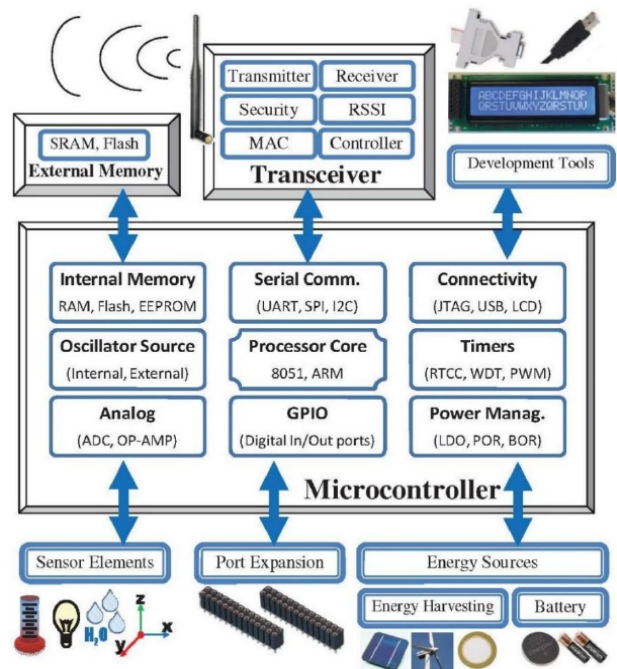 Transmitter
Receiver
Security
RSSI
MAC
Controller
Transceiver
SRAM, Flash
External Memory
ABCDEFGHIJKLMNOP
QRSTUVWXYZQRSTUV
Development Tools
Internal Memory
RAM, Flash, EEPROM
Serial Comm.
(UART, SPI, I2C)
Connectivity
(JTAG, USB, LCD)
Oscillator Source
(Internal, External)
Processor Core
8051, ARM
Timers
(RTCC, WDT, PWM)
Analog
(ADC, OP-AMP)
GPIO
(Digital In/Out ports)
Power Manag.
(LDO, POR, BOR)
Microcontroller
Sensor Elements
Port Expansion
Energy Sources
Energy Harvesting
Battery
H₂O
z
x
y